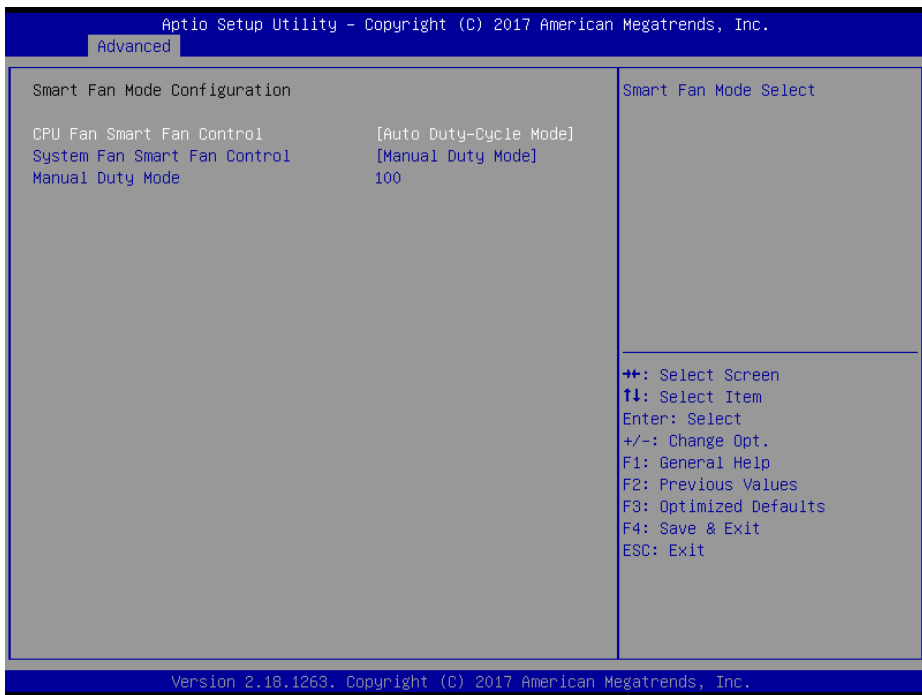 Aptio Setup Utility – Copyright (C) 2017 American Megatrends, Inc.
Advanced
Smart Fan Mode Configuration
CPU Fan Smart Fan Control [Auto Duty-Cycle Mode]
System Fan Smart Fan Control [Manual Duty Mode]
Manual Duty Mode 100
Smart Fan Mode Select
→←: Select Screen
↑↓: Select Item
Enter: Select
+/-: Change Opt.
F1: General Help
F2: Previous Values
F3: Optimized Defaults
F4: Save & Exit
ESC: Exit
Version 2.18.1263. Copyright (C) 2017 American Megatrends, Inc.